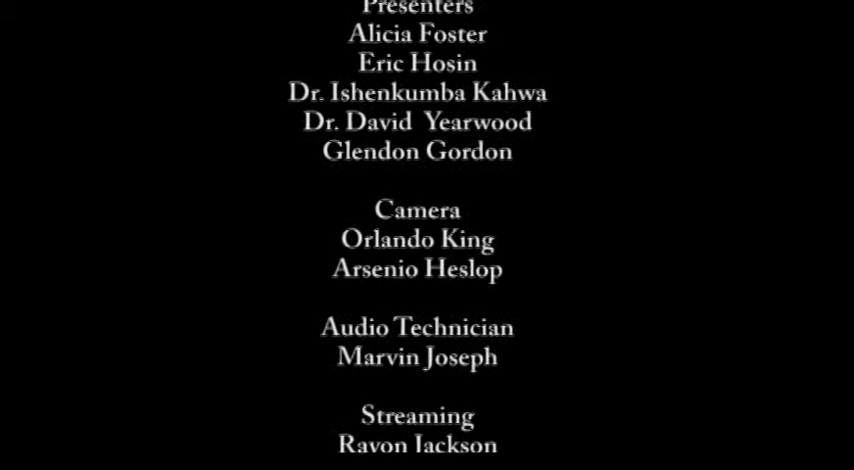 Presenters
Alicia Foster
Eric Hosin
Dr. Ishenkumba Kahwa
Dr. David Yearwood
Glendon Gordon
Camera
Orlando King
Arsenio Heslop
Audio Technician
Marvin Joseph
Streaming
Ravon Jackson